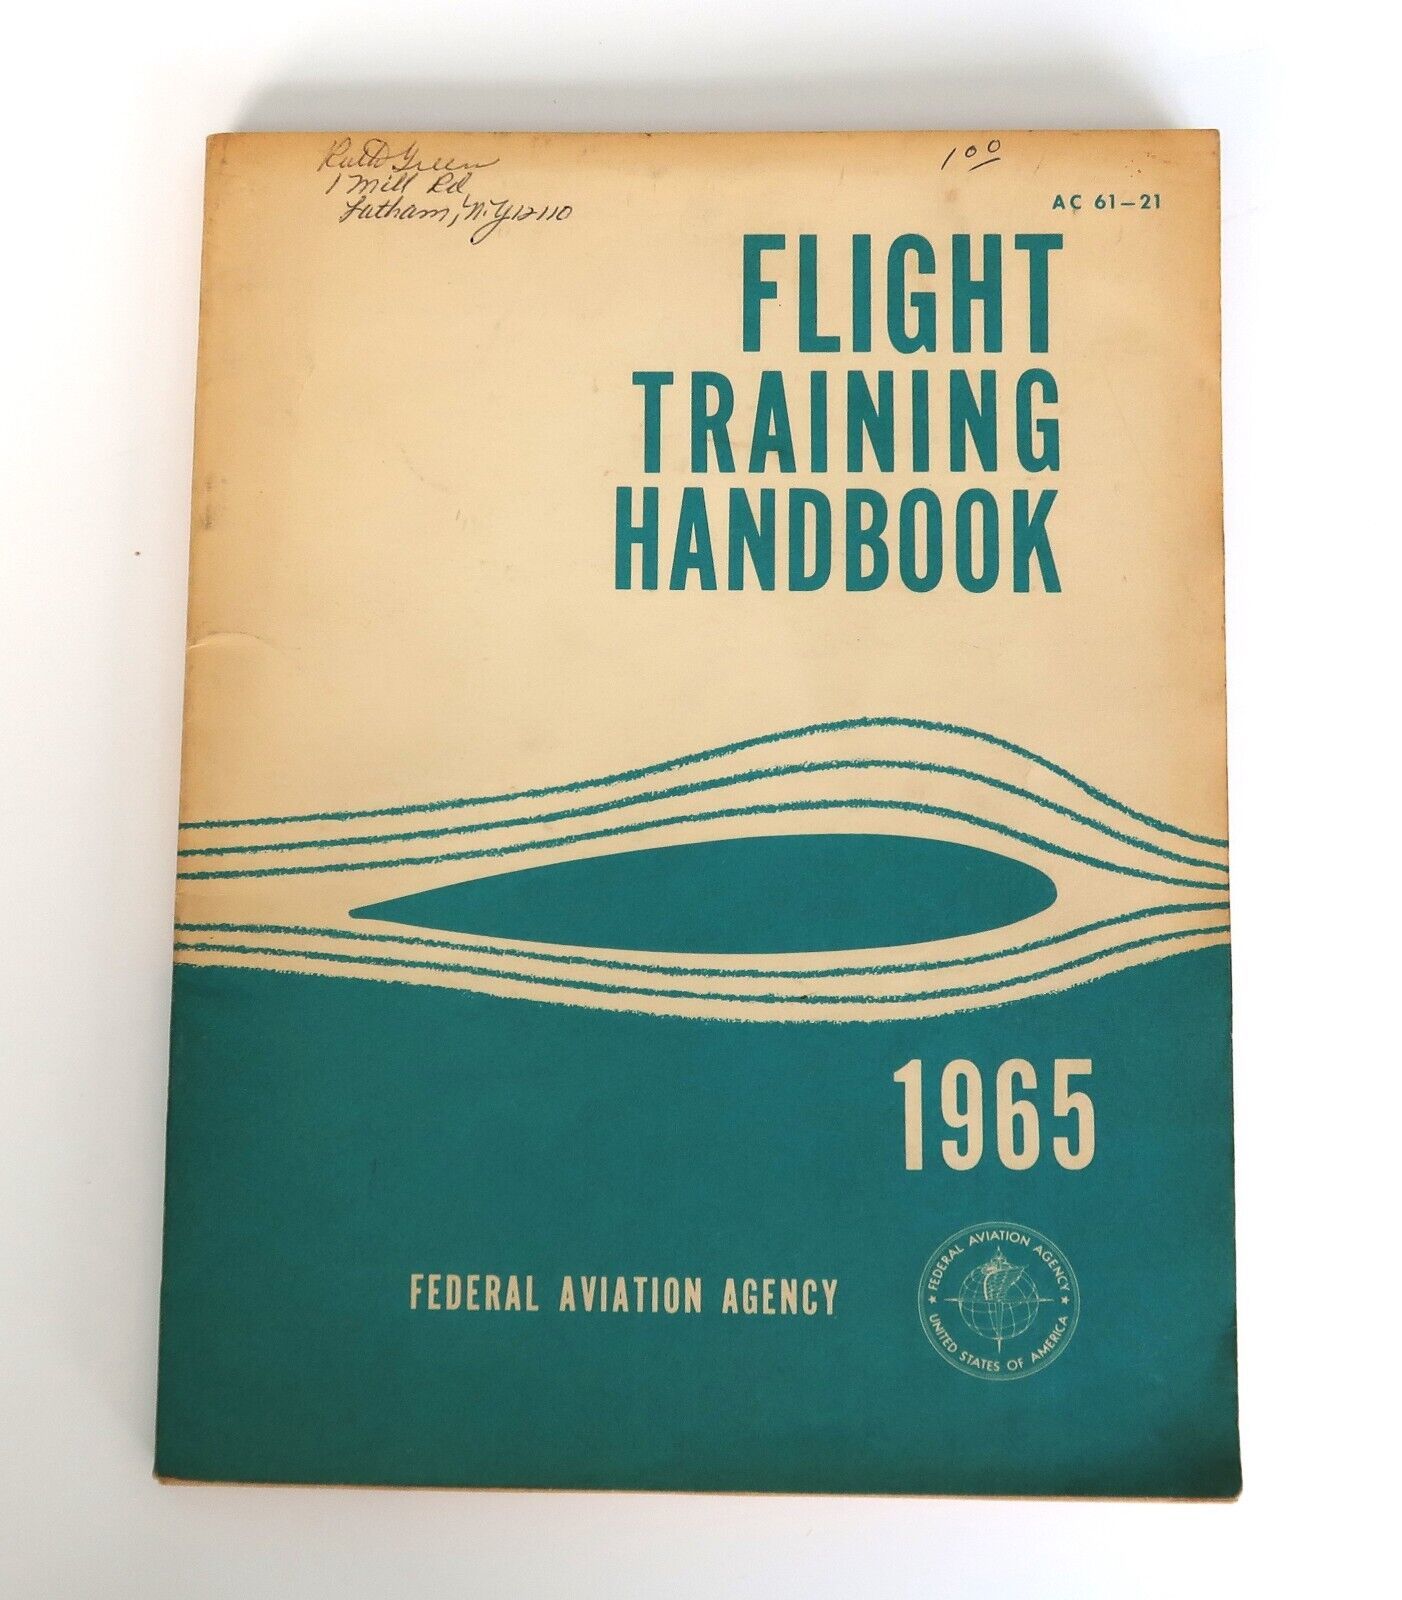 Ruth Green
1 Mill Rd
Latham, N.Y 12110
1 00
AC 61-21
FLIGHT
TRAINING
HANDBOOK
1965
FEDERAL AVIATION AGENCY
FEDERAL AVIATION AGENCY
UNITED STATES OF AMERICA